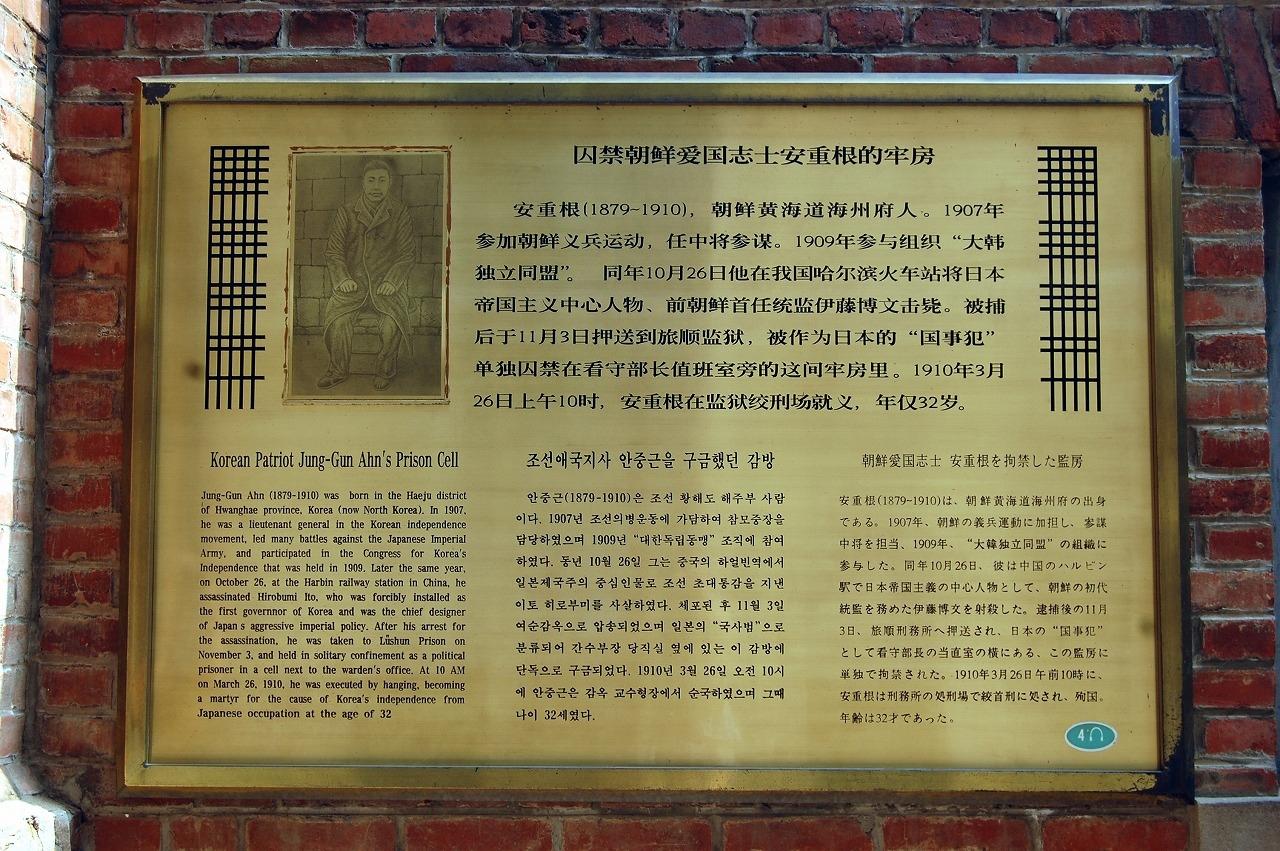 囚禁朝鲜爱国志士安重根的牢房
安重根(1879~1910)，朝鲜黄海道海州府人。1907年
参加朝鲜义兵运动，任中将参谋。1909年参与组织“大韩
独立同盟”。 同年10月26日他在我国哈尔滨火车站将日本
帝国主义中心人物、前朝鲜首任统监伊藤博文击毙。被捕
后于11月3日押送到旅顺监狱，被作为日本的“国事犯”
单独囚禁在看守部长值班室旁的这间牢房里。1910年3月
26日上午10时，安重根在监狱绞刑场就义，年仅32岁。
Korean Patriot Jung-Gun Ahn's Prison Cell
Jung-Gun Ahn (1879-1910) was born in the Haeju district
of Hwanghae province, Korea (now North Korea). In 1907,
he was a lieutenant general in the Korean independence
movement, led many battles against the Japanese Imperial
Army, and participated in the Congress for Korea's
Independence that was held in 1909. Later the same year,
on October 26, at the Harbin railway station in China, he
assassinated Hirobumi Ito, who was forcibly installed as
the first governnor of Korea and was the chief designer
of Japan s aggressive imperial policy. After his arrest for
the assassination, he was taken to Lüshun Prison on
November 3, and held in solitary confinement as a political
prisoner in a cell next to the warden's office. At 10 AM
on March 26, 1910, he was executed by hanging, becoming
a martyr for the cause of Korea's independence from
Japanese occupation at the age of 32
조선애국지사 안중근을 구금했던 감방
안중근(1879-1910)은 조선 황해도 해주부 사람
이다. 1907년 조선의병운동에 가담하여 참모중장을
담당하였으며 1909년 “대한독립동맹” 조직에 참여
하였다. 동년 10월 26일 그는 중국의 하얼빈역에서
일본제국주의 중심인물로 조선 초대통감을 지낸
이토 히로부미를 사살하였다. 체포된 후 11월 3일
여순감옥으로 압송되었으며 일본의 “국사범”으로
분류되어 간수부장 당직실 옆에 있는 이 감방에
단독으로 구금되었다. 1910년 3월 26일 오전 10시
에 안중근은 감옥 교수형장에서 순국하였으며 그때
나이 32세였다.
朝鮮愛国志士 安重根を拘禁した監房
安重根(1879~1910)は、朝鮮黄海道海州府の出身
である。1907年、朝鮮の義兵運動に加担し、参謀
中将を担当、1909年、“大韓独立同盟”の組織に
参与した。同年10月26日、彼は中国のハルビン
駅で日本帝国主義の中心人物として、朝鮮の初代
統監を務めた伊藤博文を射殺した。逮捕後の11月
3日、旅順刑務所へ押送され、日本の“国事犯”
として看守部長の当直室の横にある、この監房に
単独で拘禁された。1910年3月26日午前10時に、
安重根は刑務所の処刑場で絞首刑に処され、殉国。
年齢は32才であった。
4